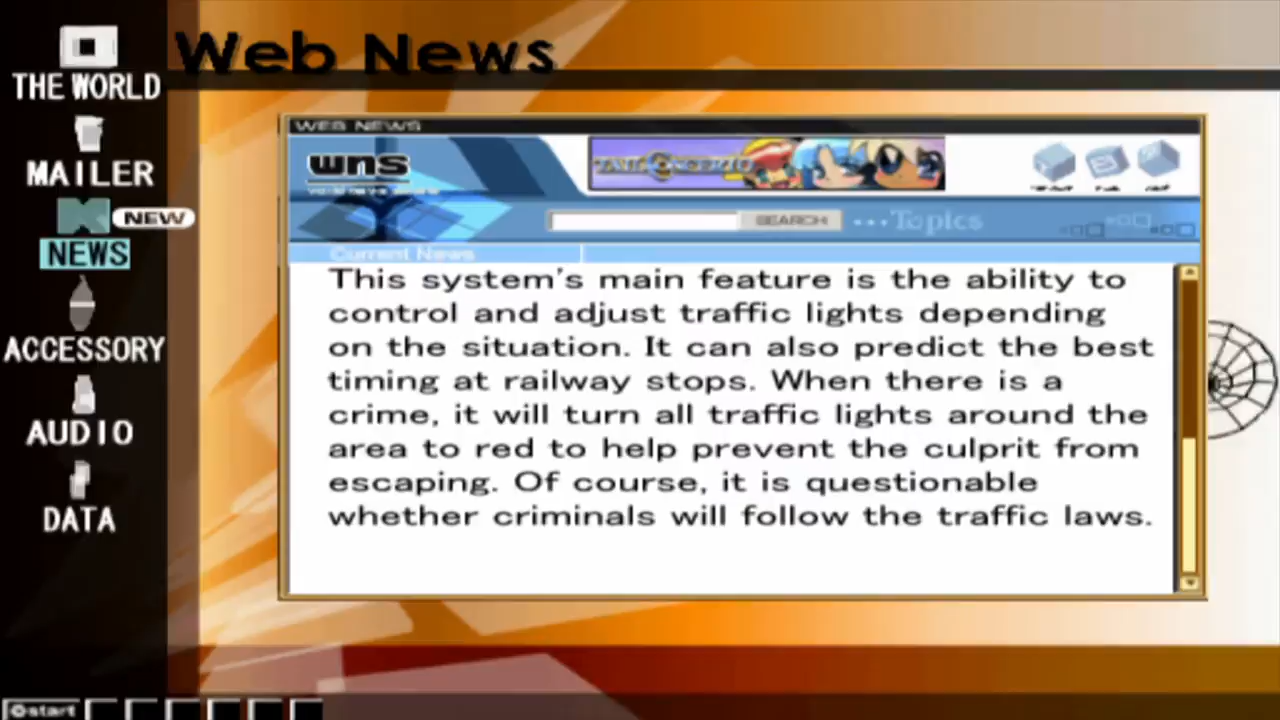 Web News
THE WORLD
MAILER
NEW
NEWS
ACCESSORY
AUDIO
DATA
WEB NEWS
wns
SEARCH
...Topics
Current News
This system's main feature is the ability to
control and adjust traffic lights depending
on the situation. It can also predict the best
timing at railway stops. When there is a
crime, it will turn all traffic lights around the
area to red to help prevent the culprit from
escaping. Of course, it is questionable
whether criminals will follow the traffic laws.
start